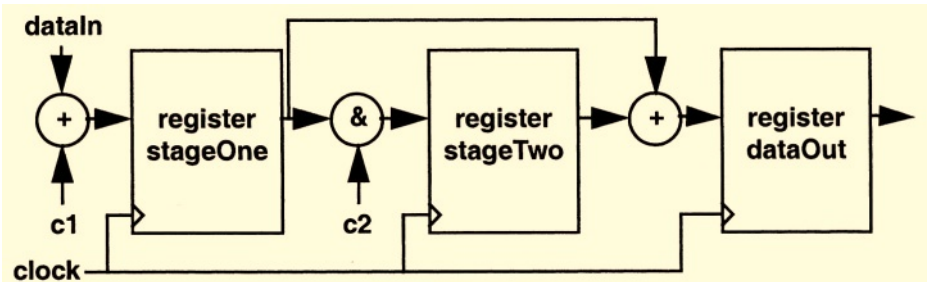 dataIn
+
register
stageOne
&
register
stageTwo
+
register
dataOut
c1
c2
clock